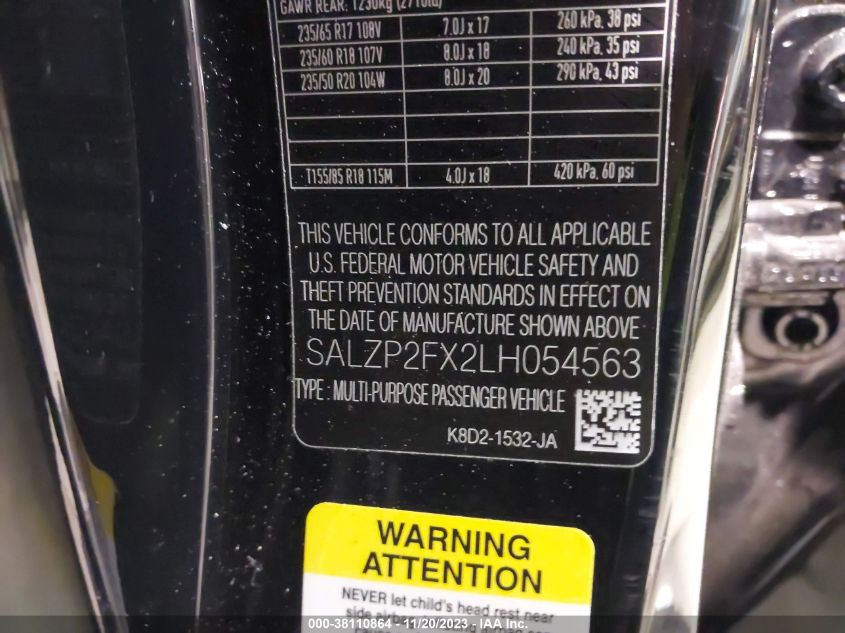 GAWR REAR: 1230kg (2710lb)
235/65 R17 108V 7.0J x 17 260 kPa, 38 psi
235/60 R18 107V 8.0J x 18 240 kPa, 35 psi
235/50 R20 104W 8.0J x 20 290 kPa, 43 psi
T155/85 R18 115M 4.0J x 18 420 kPa, 60 psi
THIS VEHICLE CONFORMS TO ALL APPLICABLE
U.S. FEDERAL MOTOR VEHICLE SAFETY AND
THEFT PREVENTION STANDARDS IN EFFECT ON
THE DATE OF MANUFACTURE SHOWN ABOVE
SALZP2FX2LH054563
TYPE : MULTI-PURPOSE PASSENGER VEHICLE
K8D2-1532-JA
WARNING
ATTENTION
NEVER let child's head rest near
side
000-38110864 - 11/20/2023 - IAA Inc.